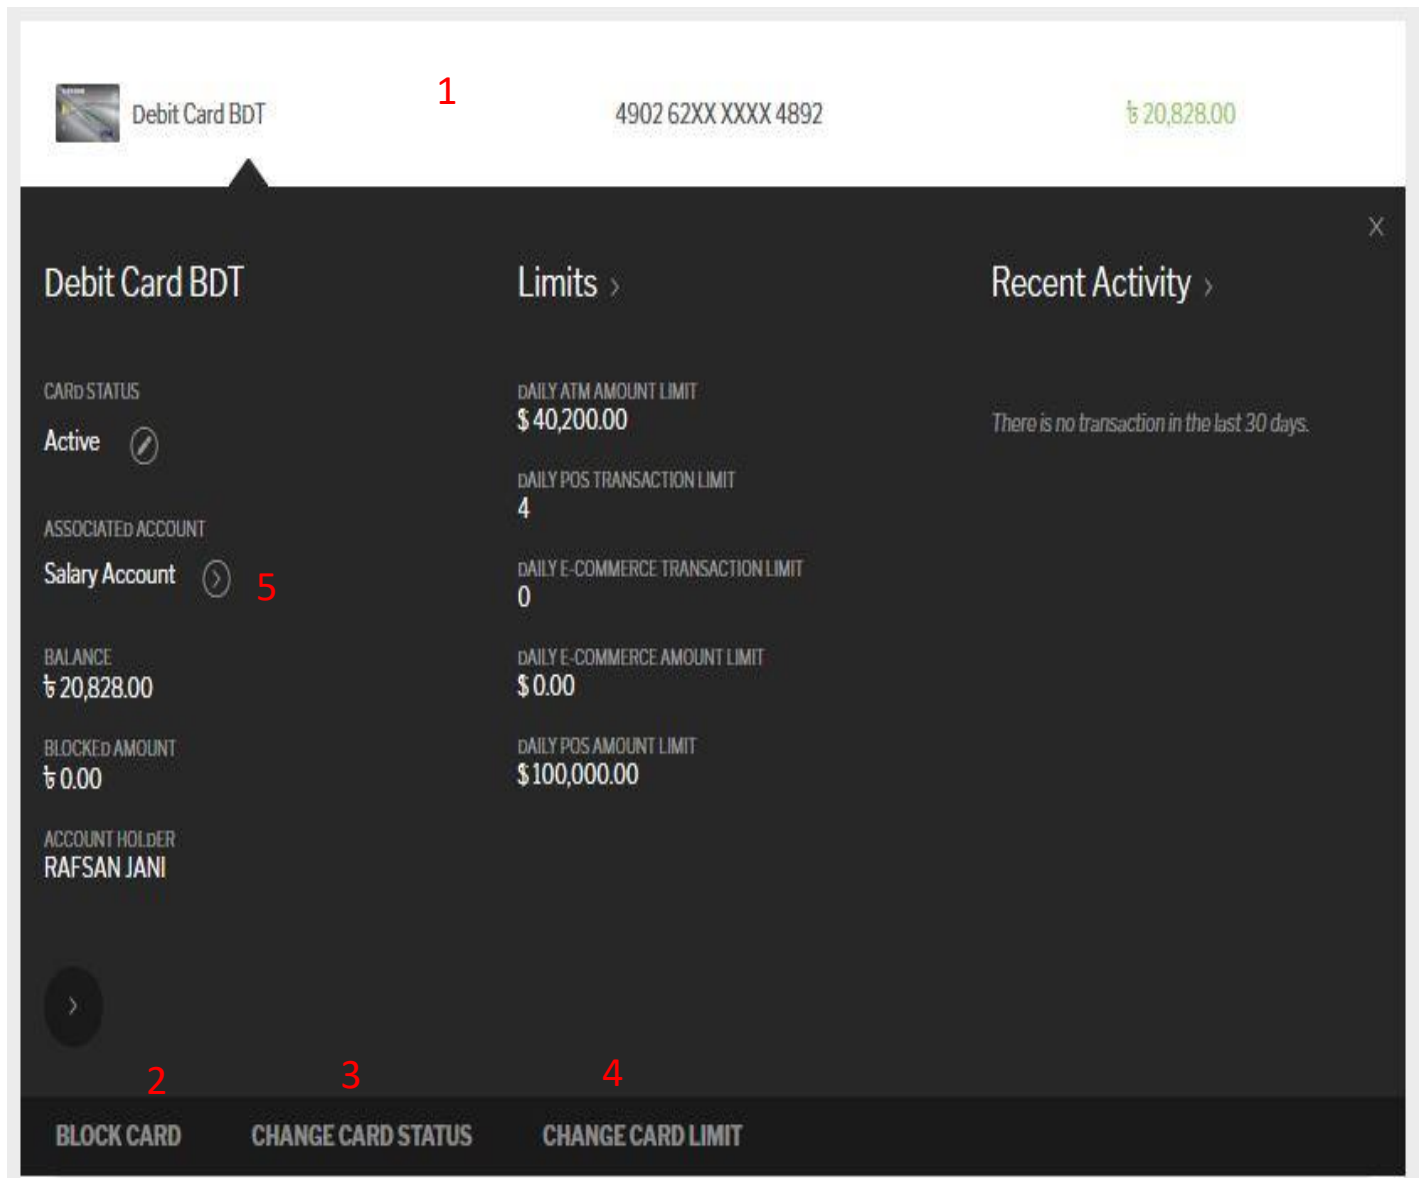 Debit Card BDT 1 4902 62XX XXXX 4892 ৳ 20,828.00
X
Debit Card BDT
CARD STATUS
Active
ASSOCIATED ACCOUNT
Salary Account 5
BALANCE
৳ 20,828.00
BLOCKED AMOUNT
৳ 0.00
ACCOUNT HOLDER
RAFSAN JANI
Limits >
DAILY ATM AMOUNT LIMIT
$ 40,200.00
DAILY POS TRANSACTION LIMIT
4
DAILY E-COMMERCE TRANSACTION LIMIT
0
DAILY E-COMMERCE AMOUNT LIMIT
$ 0.00
DAILY POS AMOUNT LIMIT
$ 100,000.00
Recent Activity >
There is no transaction in the last 30 days.
>
2 3 4
BLOCK CARD CHANGE CARD STATUS CHANGE CARD LIMIT